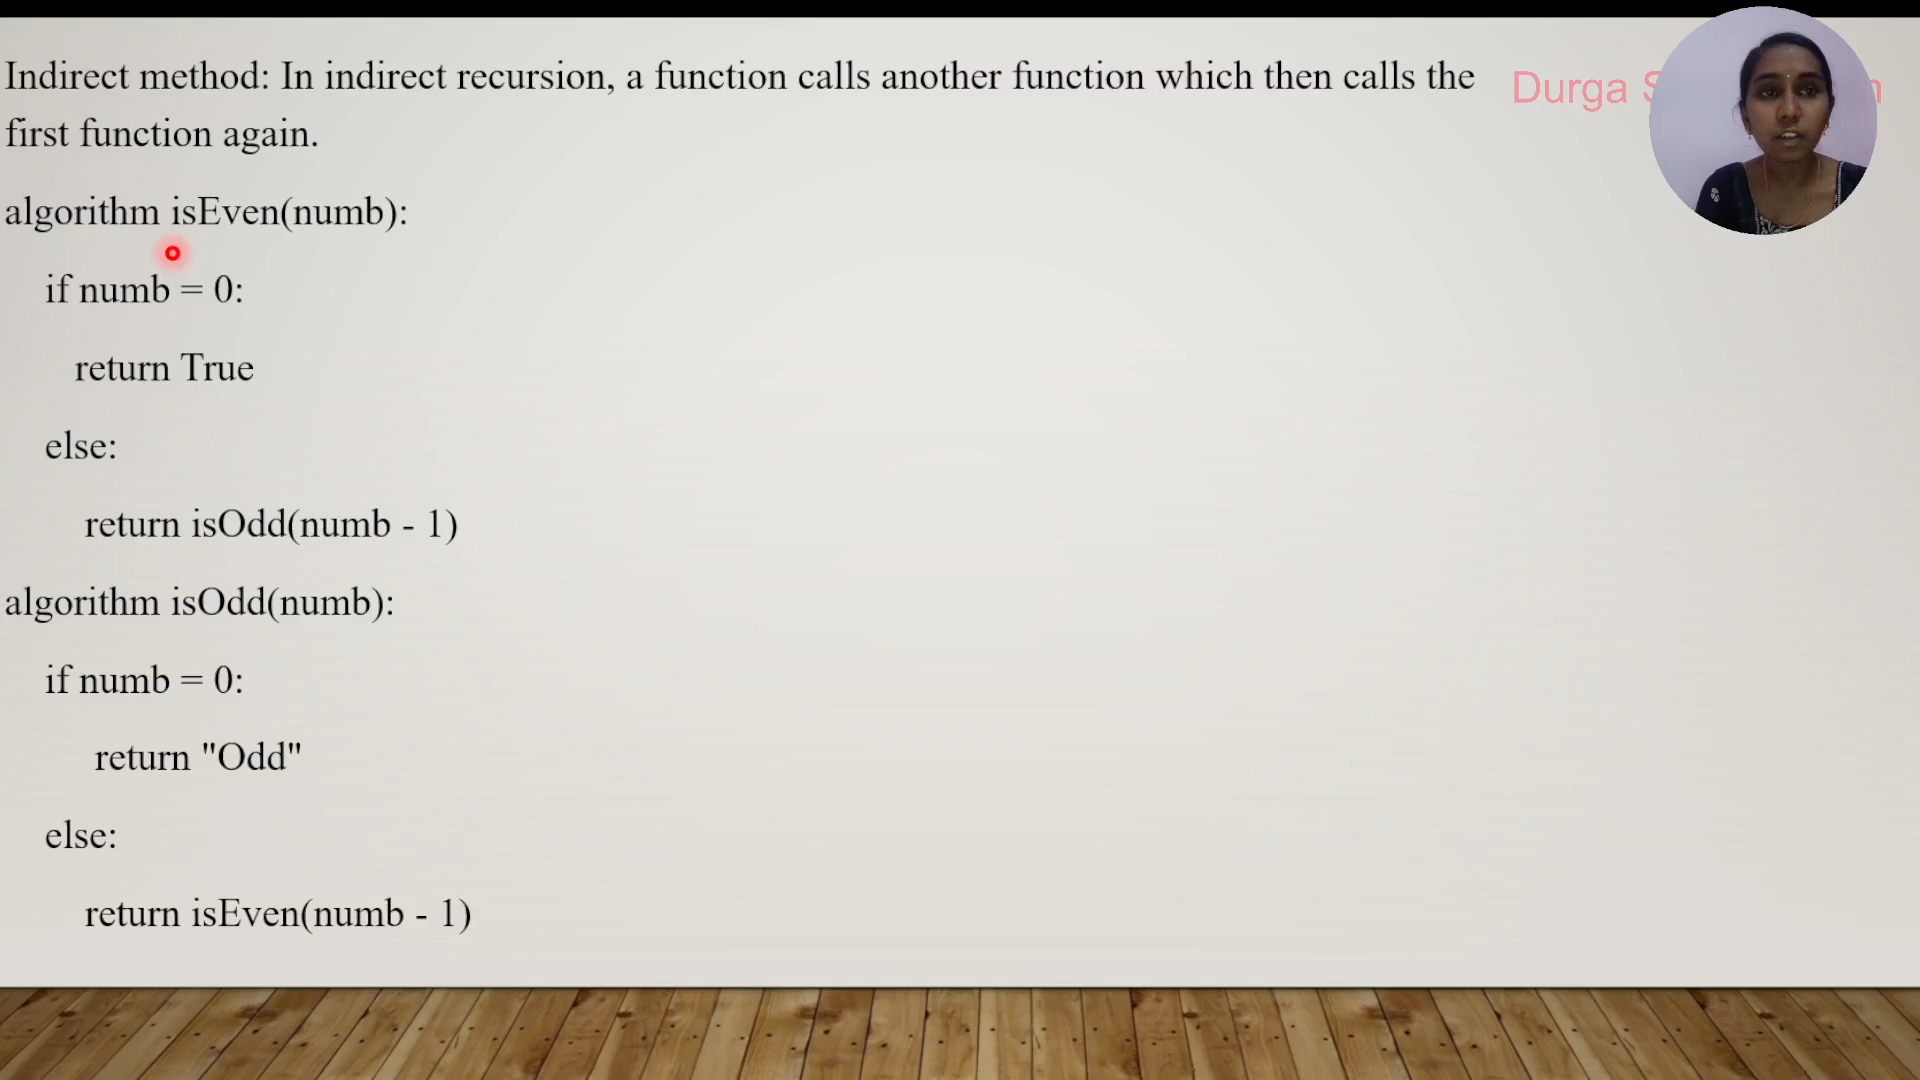 Indirect method: In indirect recursion, a function calls another function which then calls the
first function again.
Durga
algorithm isEven(numb):
if numb = 0:
return True
else:
return isOdd(numb - 1)
algorithm isOdd(numb):
if numb = 0:
return "Odd"
else:
return isEven(numb - 1)